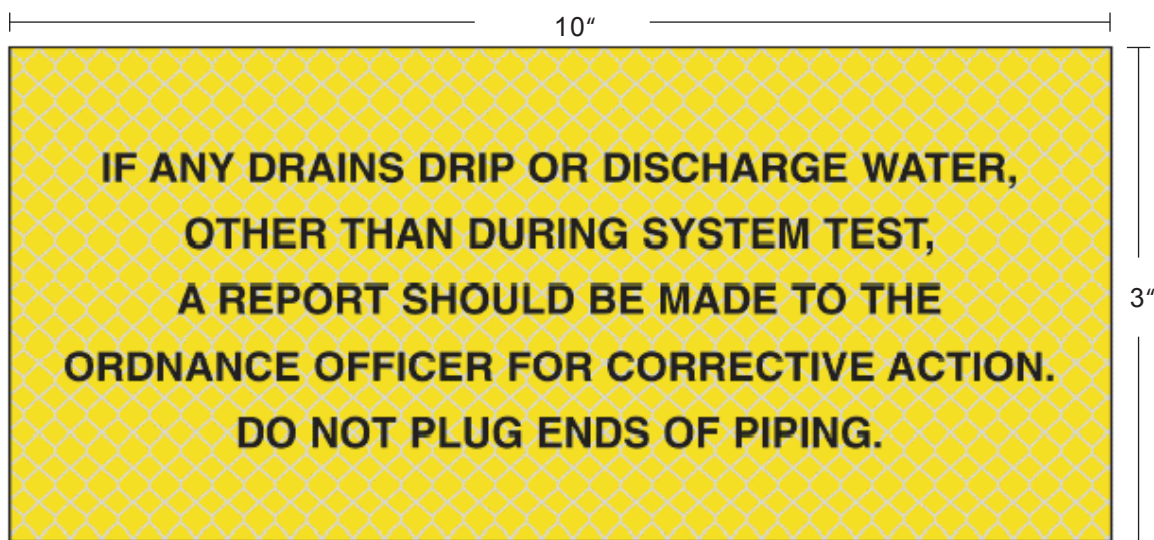 10“
IF ANY DRAINS DRIP OR DISCHARGE WATER,
OTHER THAN DURING SYSTEM TEST,
A REPORT SHOULD BE MADE TO THE
3“
ORDNANCE OFFICER FOR CORRECTIVE ACTION.
DO NOT PLUG ENDS OF PIPING.